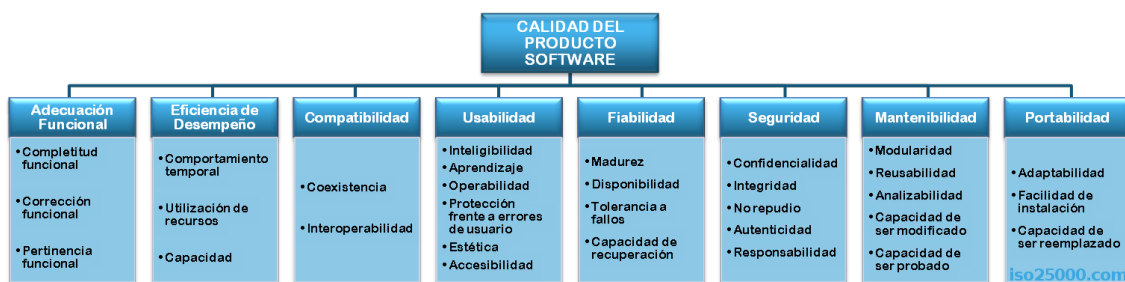 CALIDAD DEL
PRODUCTO
SOFTWARE
Adecuación
Funcional
• Completitud
funcional
• Corrección
funcional
• Pertinencia
funcional
Eficiencia de
Desempeño
• Comportamiento
temporal
• Utilización de
recursos
• Capacidad
Compatibilidad
• Coexistencia
• Interoperabilidad
Usabilidad
• Inteligibilidad
• Aprendizaje
• Operabilidad
• Protección
frente a errores
de usuario
• Estética
• Accesibilidad
Fiabilidad
• Madurez
• Disponibilidad
• Tolerancia a
fallos
• Capacidad de
recuperación
Seguridad
• Confidencialidad
• Integridad
• No repudio
• Autenticidad
• Responsabilidad
Mantenibilidad
• Modularidad
• Reusabilidad
• Analizabilidad
• Capacidad de
ser modificado
• Capacidad de
ser probado
Portabilidad
• Adaptabilidad
• Facilidad de
instalación
• Capacidad de
ser reemplazado
iso25000.com